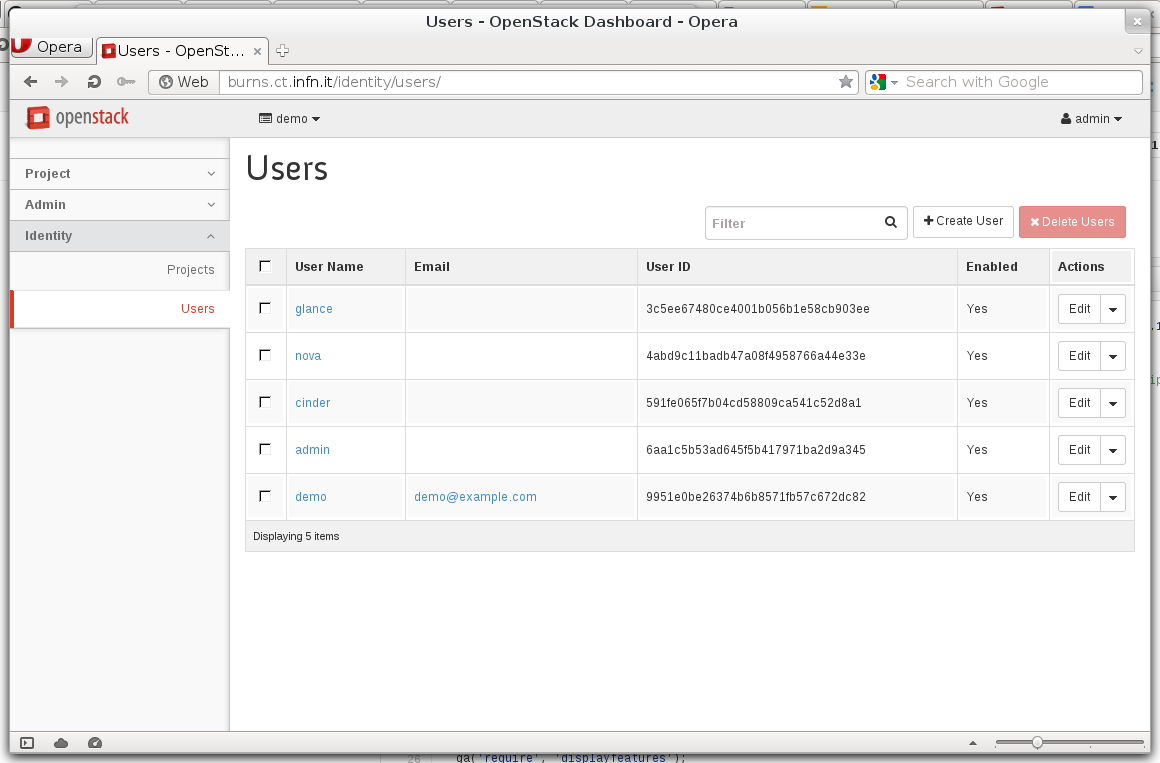 Users - OpenStack Dashboard - Opera
Opera
Users - OpenSt...
Web
burns.ct.infn.it/identity/users/
Search with Google
openstack
demo
admin
Project
Admin
Identity
Projects
Users
Users
Filter
Create User
Delete Users
User Name Email User ID Enabled Actions
glance 3c5ee67480ce4001b056b1e58cb903ee Yes Edit
nova 4abd9c11badb47a08f4958766a44e33e Yes Edit
cinder 591fe065f7b04cd58809ca541c52d8a1 Yes Edit
admin 6aa1c5b53ad645f5b417971ba2d9a345 Yes Edit
demo demo@example.com 9951e0be26374b6b8571fb57c672dc82 Yes Edit
Displaying 5 items
26 ga('require', 'displayfeatures');